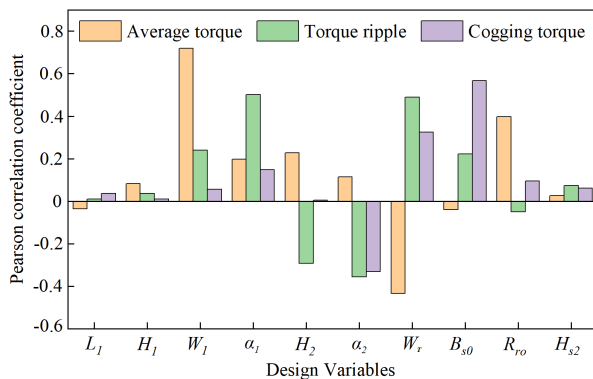 Average torque Torque ripple Cogging torque
Pearson correlation coefficient
0.8
0.6
0.4
0.2
0
-0.2
-0.4
-0.6
L1 H1 W1 α1 H2 α2 Wr Bs0 Rro Hs2
Design Variables